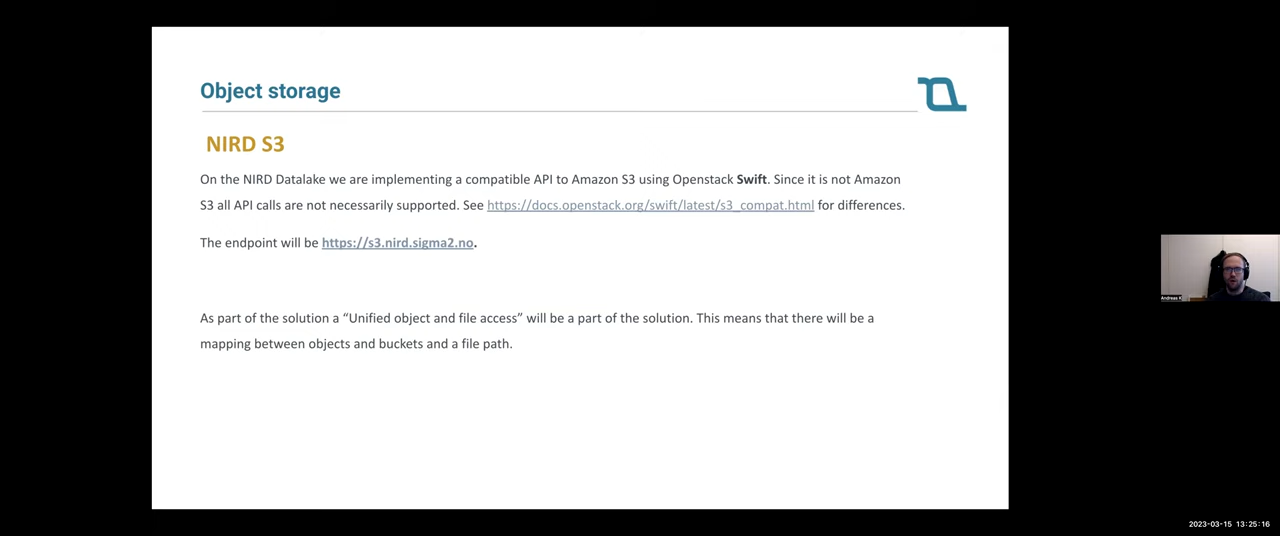 Object storage
NIRD S3
On the NIRD Datalake we are implementing a compatible API to Amazon S3 using Openstack Swift. Since it is not Amazon
S3 all API calls are not necessarily supported. See https://docs.openstack.org/swift/latest/s3_compat.html for differences.
The endpoint will be https://s3.nird.sigma2.no.
As part of the solution a “Unified object and file access” will be a part of the solution. This means that there will be a
mapping between objects and buckets and a file path.
Andreas K
2023-03-15 13:25:16